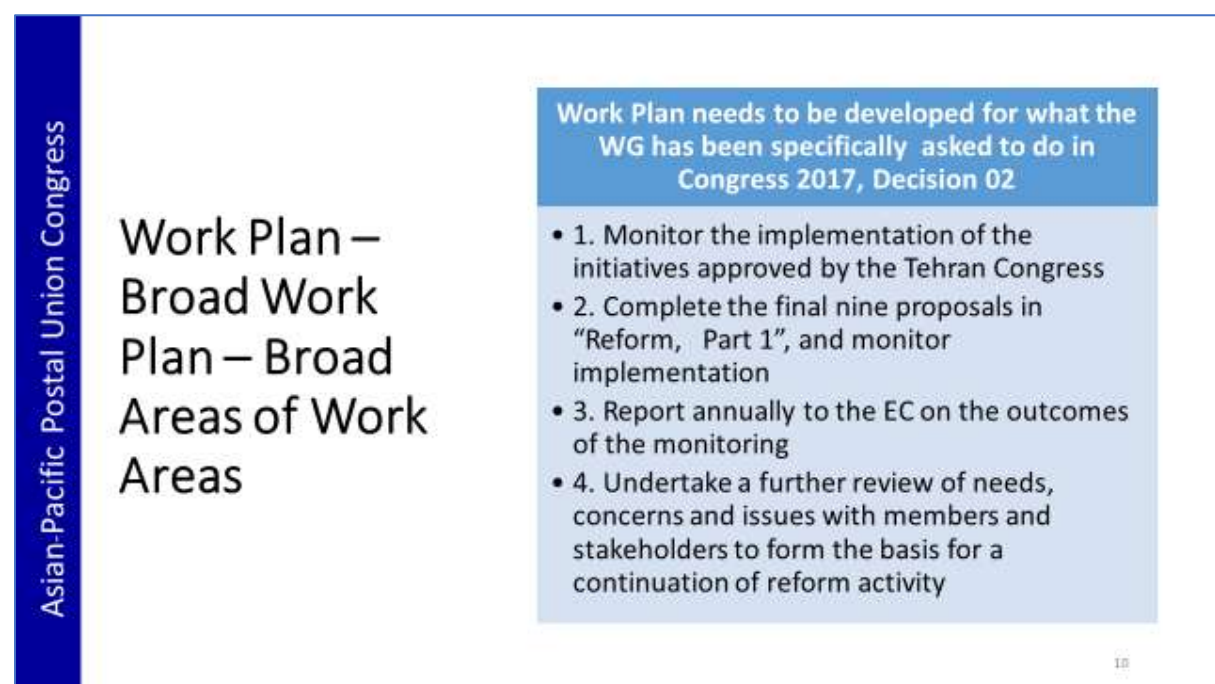 Asian-Pacific Postal Union Congress
Work Plan –
Broad Work
Plan – Broad
Areas of Work
Areas
Work Plan needs to be developed for what the
WG has been specifically asked to do in
Congress 2017, Decision 02
• 1. Monitor the implementation of the
initiatives approved by the Tehran Congress
• 2. Complete the final nine proposals in
“Reform, Part 1”, and monitor
implementation
• 3. Report annually to the EC on the outcomes
of the monitoring
• 4. Undertake a further review of needs,
concerns and issues with members and
stakeholders to form the basis for a
continuation of reform activity
18